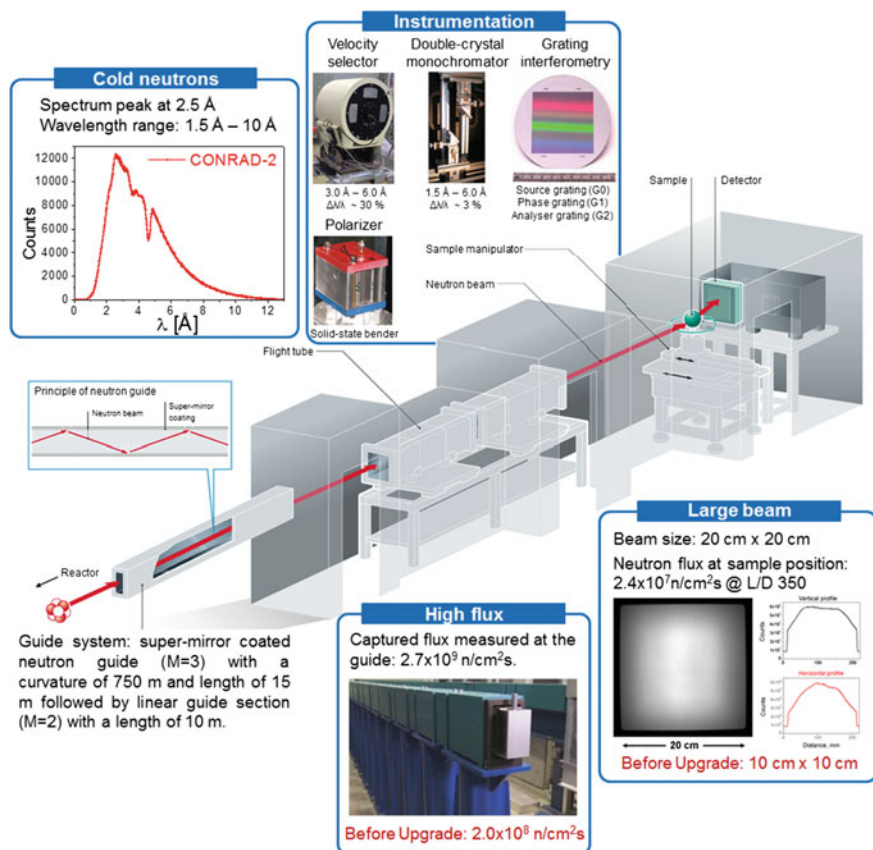 Instrumentation
Velocity
selector
Double-crystal
monochromator
Grating
interferometry
3.0 Å – 6.0 Å
Δλ/λ ~ 30 %
1.5 Å – 6.0 Å
Δλ/λ ~ 3 %
Source grating (G0)
Phase grating (G1)
Analyser grating (G2)
Polarizer
Solid-state bender
Cold neutrons
Spectrum peak at 2.5 Å
Wavelength range: 1.5 Å – 10 Å
CONRAD-2
Counts
12000
10000
8000
6000
4000
2000
0
0 2 4 6 8 10 12
λ [Å]
Sample
Detector
Sample manipulator
Neutron beam
Flight tube
Principle of neutron guide
Neutron beam
Super-mirror
coating
Reactor
Guide system: super-mirror coated
neutron guide (M=3) with a
curvature of 750 m and length of 15
m followed by linear guide section
(M=2) with a length of 10 m.
High flux
Captured flux measured at the
guide: 2.7x10⁹ n/cm²s.
Before Upgrade: 2.0x10⁸ n/cm²s
Large beam
Beam size: 20 cm x 20 cm
Neutron flux at sample position:
2.4x10⁷n/cm²s @ L/D 350
Vertical profile
Counts
0 100 200
Horizontal profile
Counts
0 100 200
Distance, mm
20 cm
Before Upgrade: 10 cm x 10 cm